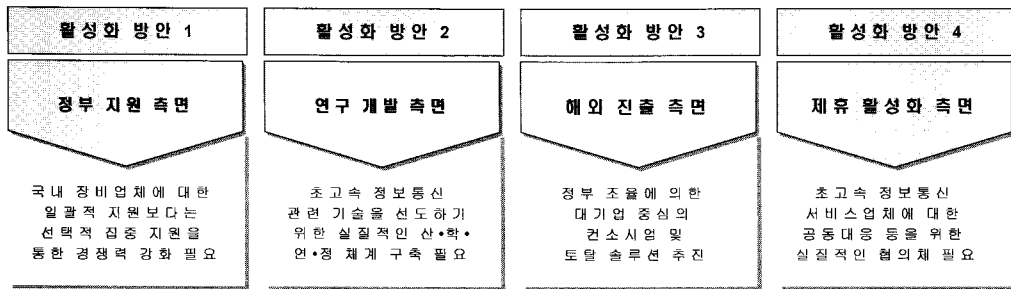 활성화 방안 1
정부 지원 측면
국내 장비업체에 대한
일괄적 지원보다는
선택적 집중 지원을
통한 경쟁력 강화 필요
활성화 방안 2
연구 개발 측면
초고속 정보통신
관련 기술을 선도하기
위한 실질적인 산•학•
연•정 체계 구축 필요
활성화 방안 3
해외 진출 측면
정부 조율에 의한
대기업 중심의
컨소시엄 및
토탈 솔루션 추진
활성화 방안 4
제휴 활성화 측면
초고속 정보통신
서비스업체에 대한
공동대응 등을 위한
실질적인 협의체 필요